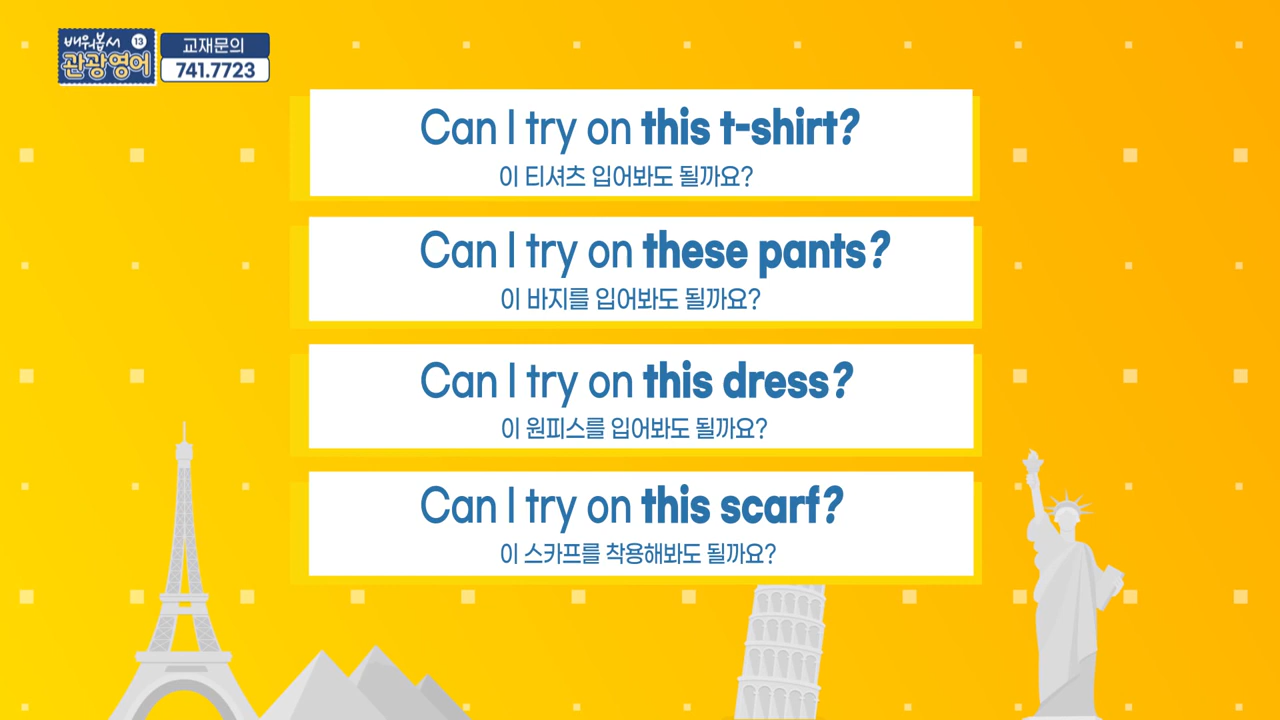 배워봅서 13
관광영어
교재문의
741.7723
Can I try on this t-shirt?
이 티셔츠 입어봐도 될까요?
Can I try on these pants?
이 바지를 입어봐도 될까요?
Can I try on this dress?
이 원피스를 입어봐도 될까요?
Can I try on this scarf?
이 스카프를 착용해봐도 될까요?